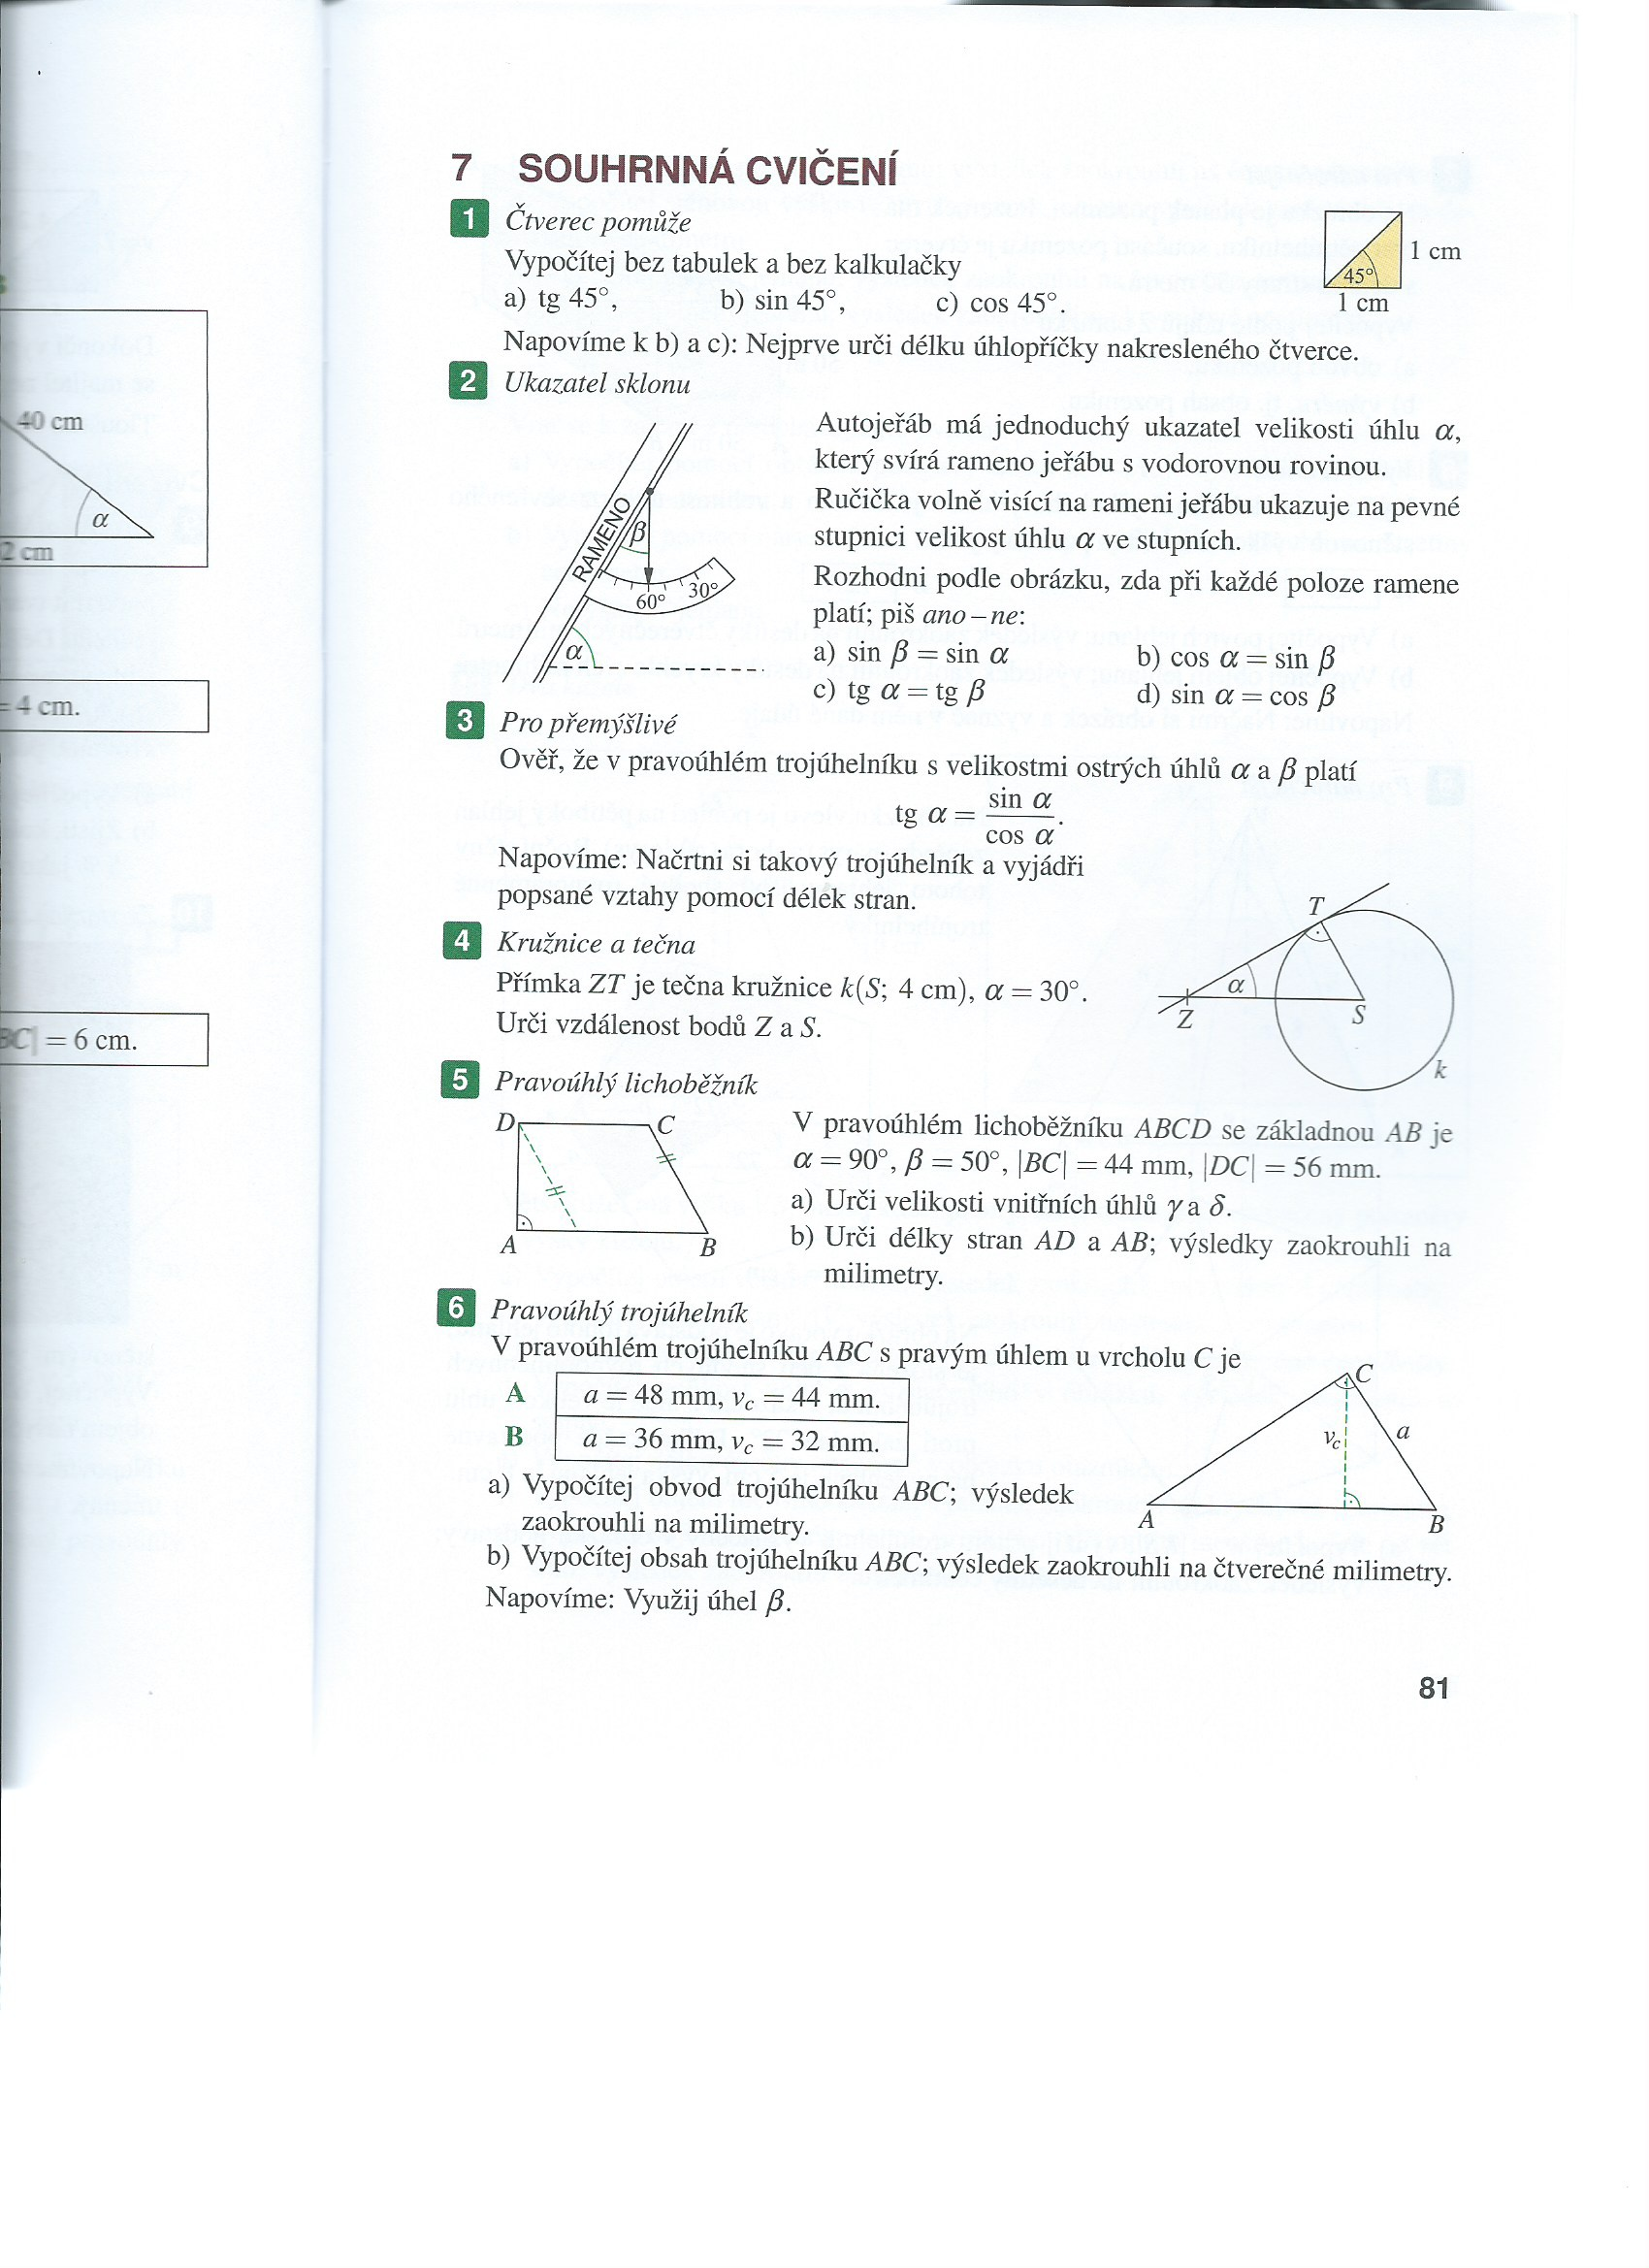 40 cm
α
2 cm
= 4 cm.
BC| = 6 cm.
7 SOUHRNNÁ CVIČENÍ
1 Čtverec pomůže
Vypočítej bez tabulek a bez kalkulačky
a) tg 45°, b) sin 45°, c) cos 45°.
Napovíme k b) a c): Nejprve urči délku úhlopříčky nakresleného čtverce.
45°
1 cm
1 cm
2 Ukazatel sklonu
RAMENO
β
60°
30°
α
Autojeřáb má jednoduchý ukazatel velikosti úhlu α,
který svírá rameno jeřábu s vodorovnou rovinou.
Ručička volně visící na rameni jeřábu ukazuje na pevné
stupnici velikost úhlu α ve stupních.
Rozhodni podle obrázku, zda při každé poloze ramene
platí; piš ano – ne:
a) sin β = sin α b) cos α = sin β
c) tg α = tg β d) sin α = cos β
3 Pro přemýšlivé
Ověř, že v pravoúhlém trojúhelníku s velikostmi ostrých úhlů α a β platí
tg α = sin α / cos α.
Napovíme: Načrtni si takový trojúhelník a vyjádři
popsané vztahy pomocí délek stran.
4 Kružnice a tečna
Přímka ZT je tečna kružnice k(S; 4 cm), α = 30°.
Urči vzdálenost bodů Z a S.
T
α
Z
S
k
5 Pravoúhlý lichoběžník
D
C
A
B
V pravoúhlém lichoběžníku ABCD se základnou AB je
α = 90°, β = 50°, |BC| = 44 mm, |DC| = 56 mm.
a) Urči velikosti vnitřních úhlů γ a δ.
b) Urči délky stran AD a AB; výsledky zaokrouhli na
milimetry.
6 Pravoúhlý trojúhelník
V pravoúhlém trojúhelníku ABC s pravým úhlem u vrcholu C je
A a = 48 mm, vc = 44 mm.
B a = 36 mm, vc = 32 mm.
a) Vypočítej obvod trojúhelníku ABC; výsledek
zaokrouhli na milimetry.
b) Vypočítej obsah trojúhelníku ABC; výsledek zaokrouhli na čtverečné milimetry.
Napovíme: Využij úhel β.
C
vc
a
A
B
81